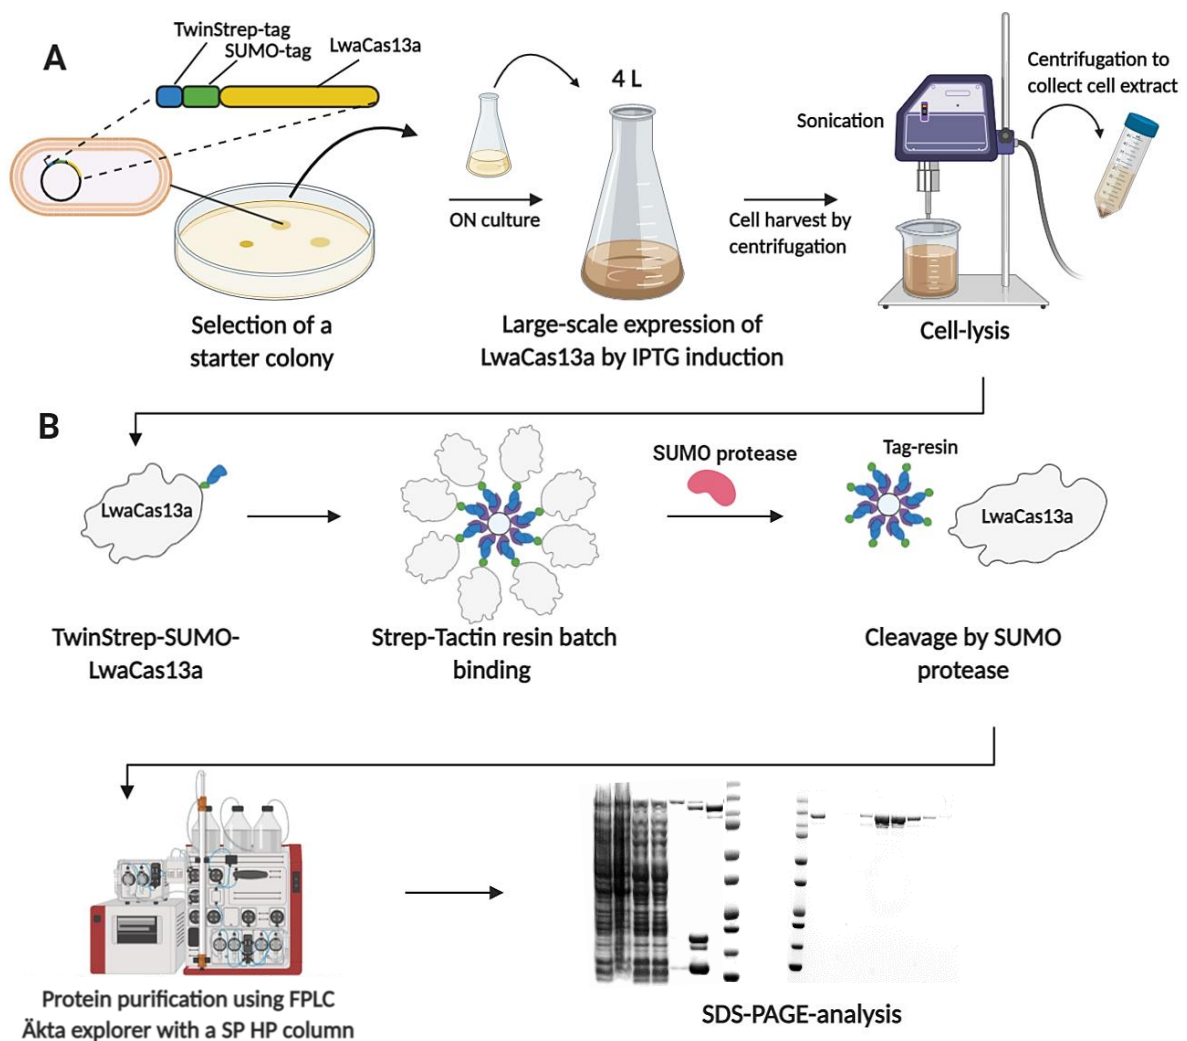 A
TwinStrep-tag
SUMO-tag
LwaCas13a
4 L
ON culture
Cell harvest by
centrifugation
Sonication
Centrifugation to
collect cell extract
Selection of a
starter colony
Large-scale expression of
LwaCas13a by IPTG induction
Cell-lysis
B
LwaCas13a
SUMO protease
Tag-resin
LwaCas13a
TwinStrep-SUMO-
LwaCas13a
Strep-Tactin resin batch
binding
Cleavage by SUMO
protease
Protein purification using FPLC
Äkta explorer with a SP HP column
SDS-PAGE-analysis